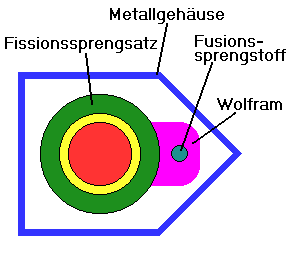 Metallgehäuse
Fissionssprengsatz
Fusions-
sprengstoff
Wolfram